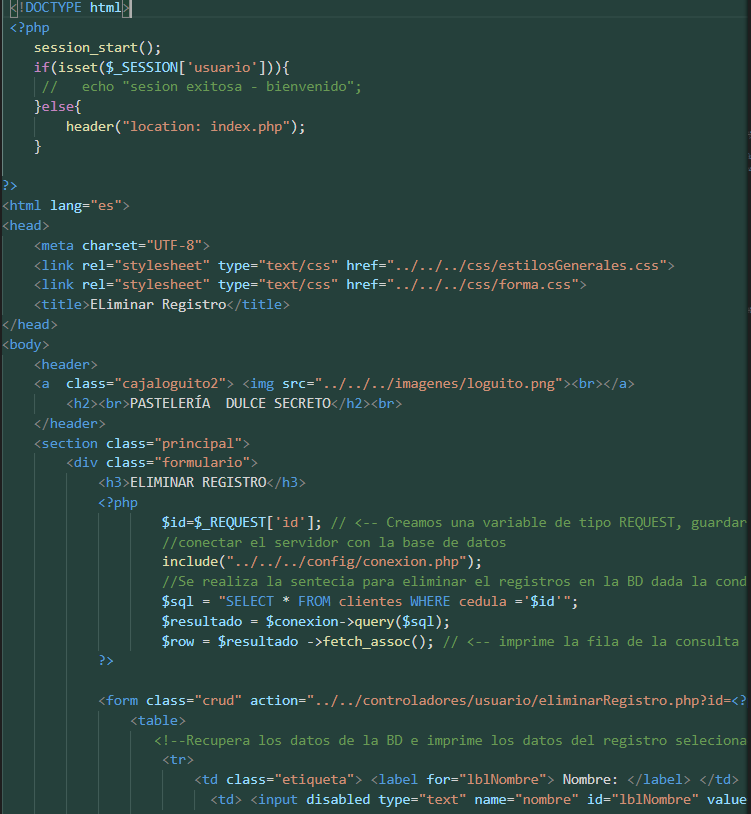 <!DOCTYPE html>
<?php
session_start();
if(isset($_SESSION['usuario'])){
//   echo "sesion exitosa - bienvenido";
}else{
header("location: index.php");
}
?>
<html lang="es">
<head>
<meta charset="UTF-8">
<link rel="stylesheet" type="text/css" href="../../../css/estilosGenerales.css">
<link rel="stylesheet" type="text/css" href="../../../css/forma.css">
<title>ELiminar Registro</title>
</head>
<body>
<header>
<a  class="cajaloguito2"> <img src="../../../imagenes/loguito.png"><br></a>
<h2><br>PASTELERÍA  DULCE SECRETO</h2><br>
</header>
<section class="principal">
<div class="formulario">
<h3>ELIMINAR REGISTRO</h3>
<?php
$id=$_REQUEST['id']; // <-- Creamos una variable de tipo REQUEST, guardar
//conectar el servidor con la base de datos
include("../../../config/conexion.php");
//Se realiza la sentecia para eliminar el registros en la BD dada la cond
$sql = "SELECT * FROM clientes WHERE cedula ='$id'";
$resultado = $conexion->query($sql);
$row = $resultado ->fetch_assoc(); // <-- imprime la fila de la consulta
?>
<form class="crud" action="../../controladores/usuario/eliminarRegistro.php?id=<?
<table>
<!--Recupera los datos de la BD e imprime los datos del registro seleciona
<tr>
<td class="etiqueta"> <label for="lblNombre"> Nombre: </label> </td>
<td> <input disabled type="text" name="nombre" id="lblNombre" value